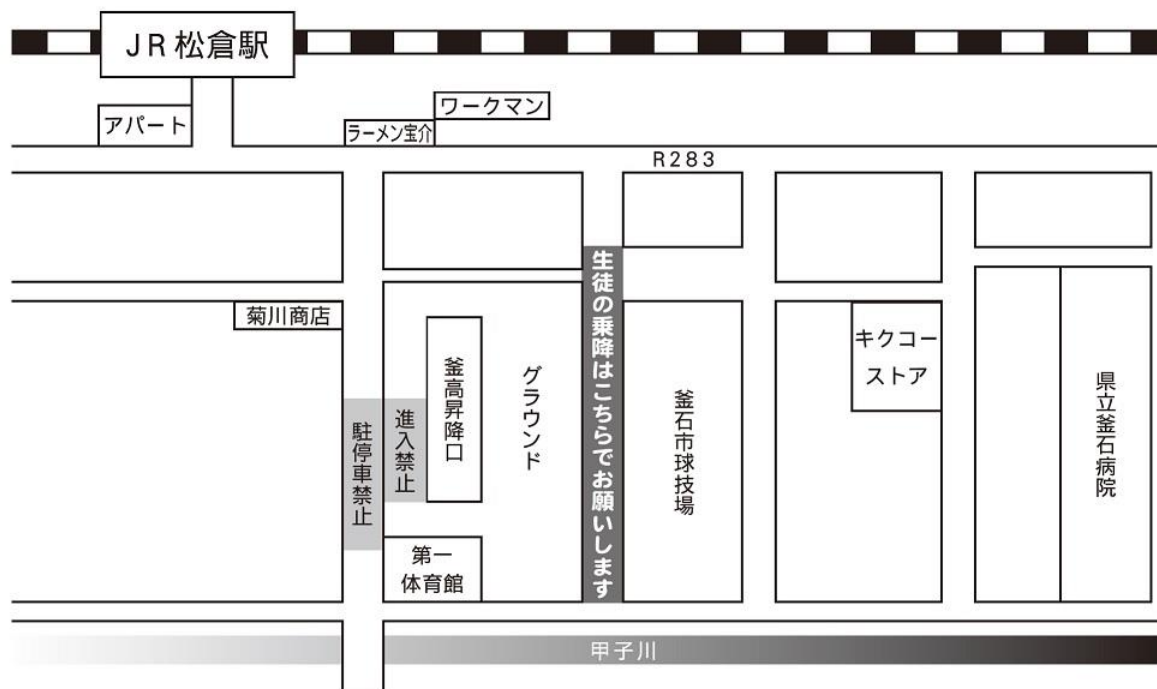 JR松倉駅
アパート
ラーメン宝介
ワークマン
R283
菊川商店
駐停車禁止
進入禁止
釜高昇降口
グラウンド
第一
体育館
生徒の乗降はこちらでお願いします
釜石市球技場
キクコー
ストア
県立釜石病院
甲子川